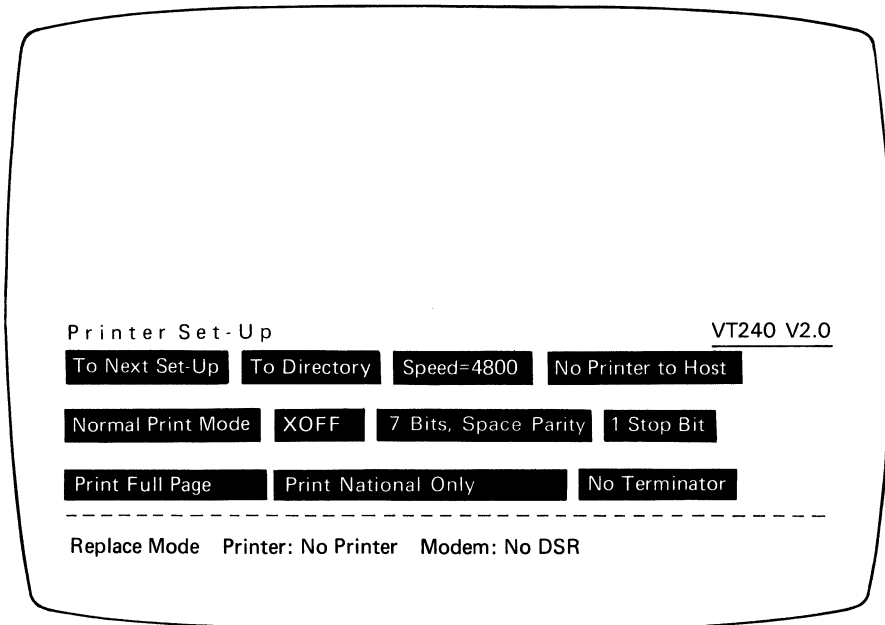 Printer Set-Up VT240 V2.0
To Next Set-Up To Directory Speed=4800 No Printer to Host
Normal Print Mode XOFF 7 Bits, Space Parity 1 Stop Bit
Print Full Page Print National Only No Terminator
Replace Mode Printer: No Printer Modem: No DSR